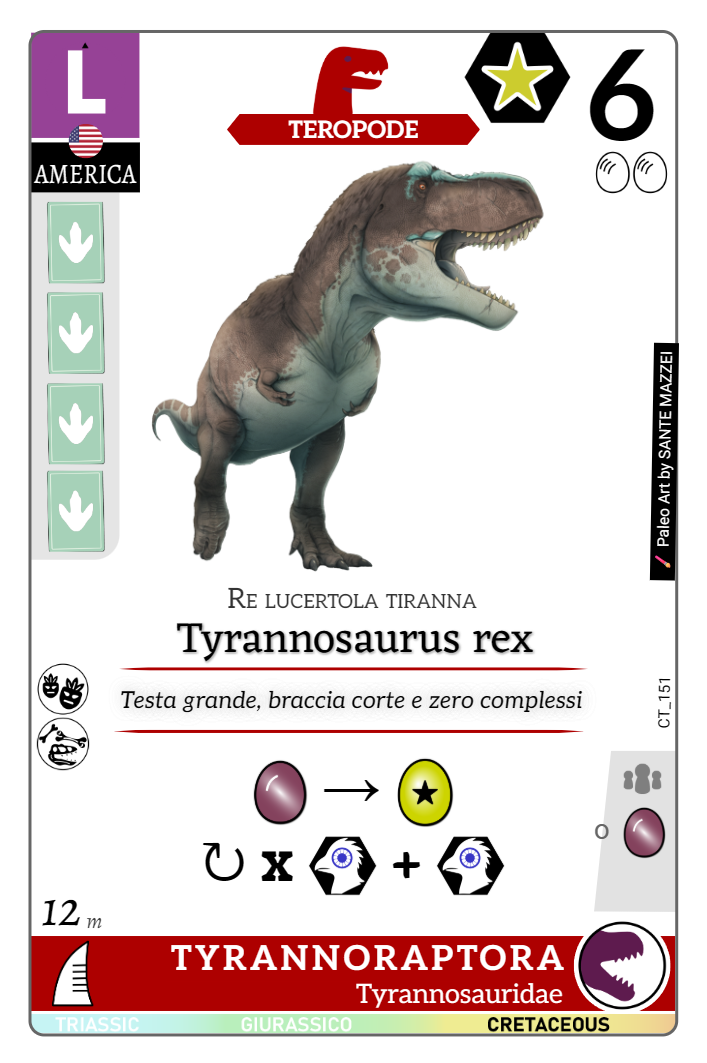 L
TEROPODE
6
AMERICA
Paleo Art by SANTE MAZZEI
Re lucertola tiranna
Tyrannosaurus rex
Testa grande, braccia corte e zero complessi
CT_151
→
↻ x + 
o
12 m
TYRANNORAPTORA
Tyrannosauridae
TRIASSIC GIURASSICO CRETACEOUS